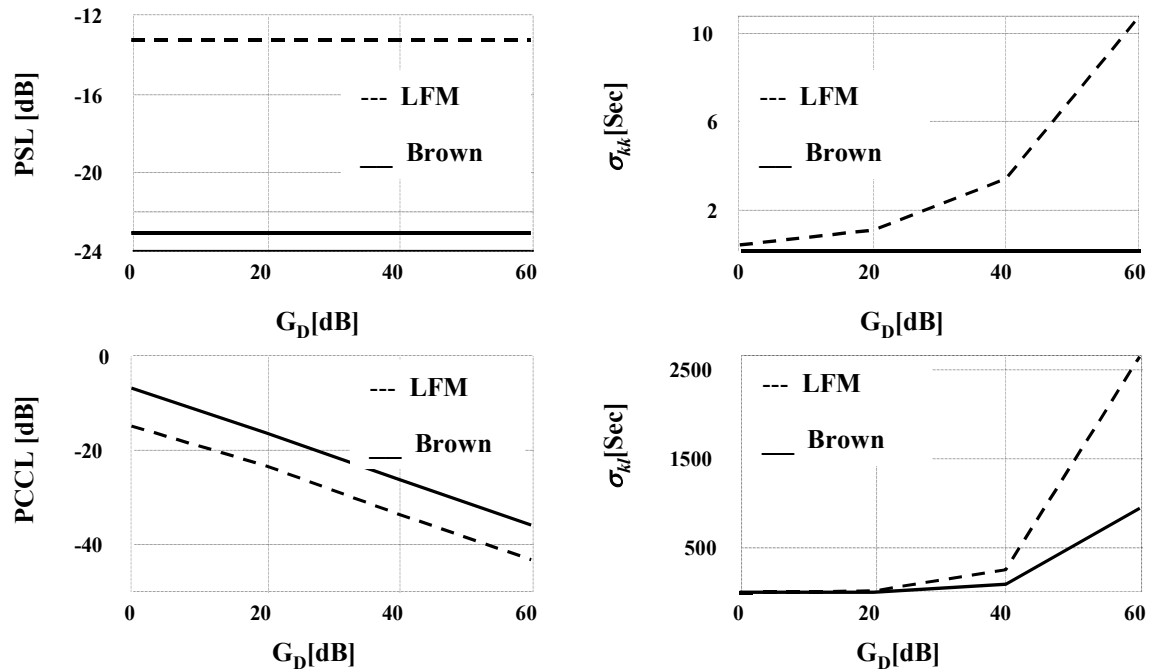 PSL [dB]
-12
-16
-20
-24
LFM
Brown
0 20 40 60
G_D[dB]
σ_kk[Sec]
10
6
2
LFM
Brown
0 20 40 60
G_D[dB]
PCCL [dB]
0
-20
-40
LFM
Brown
0 20 40 60
G_D[dB]
σ_kl[Sec]
2500
1500
500
LFM
Brown
0 20 40 60
G_D[dB]